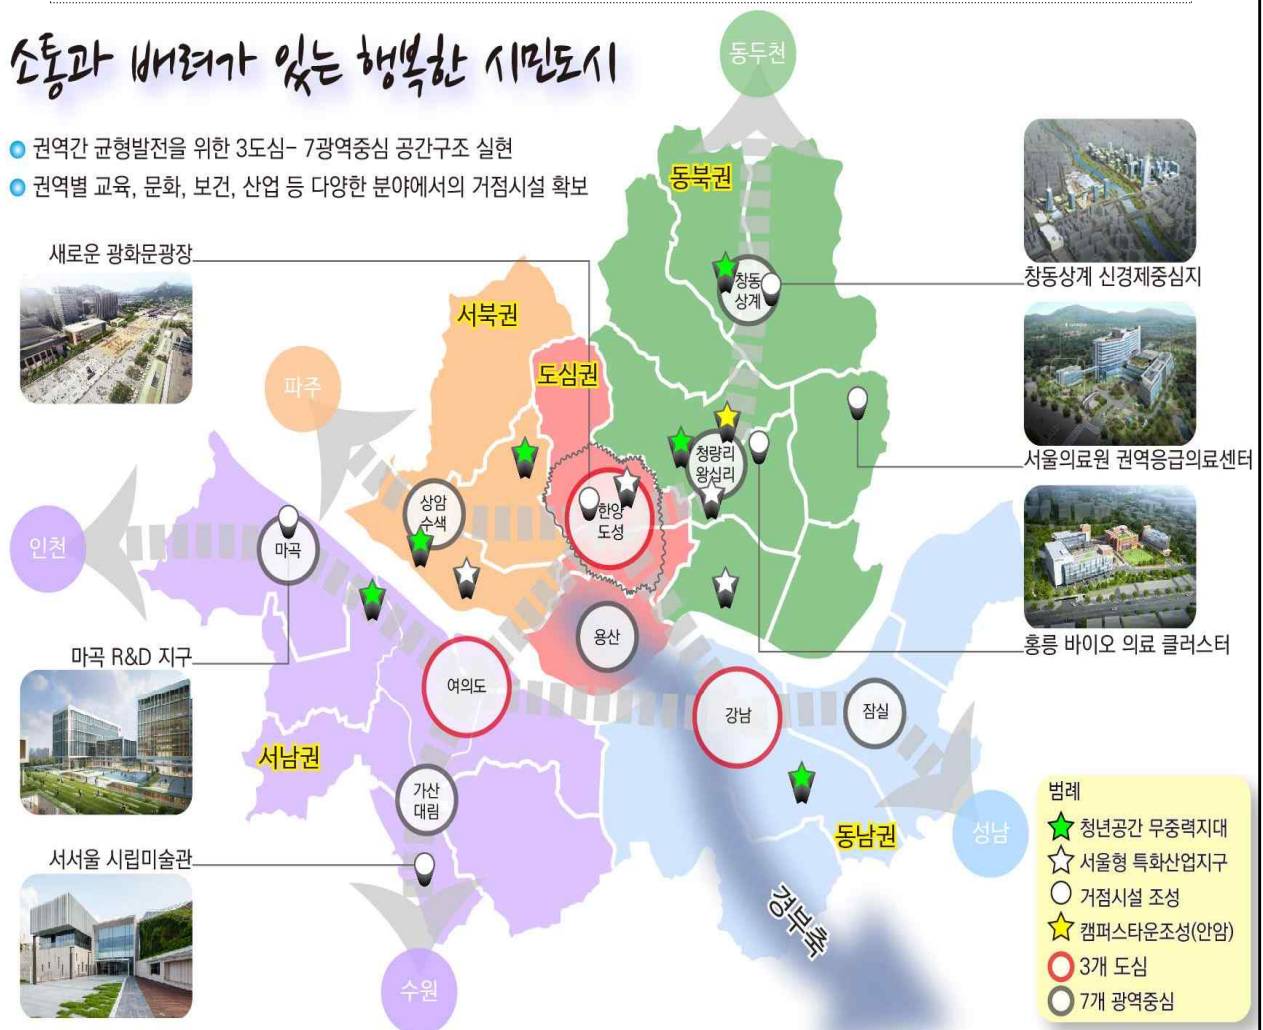 소통과 배려가 있는 행복한 시민도시
권역간 균형발전을 위한 3도심- 7광역중심 공간구조 실현
권역별 교육, 문화, 보건, 산업 등 다양한 분야에서의 거점시설 확보
동두천
동북권
새로운 광화문광장
창동
상계
창동상계 신경제중심지
서북권
도심권
파주
청량리
왕십리
서울의료원 권역응급의료센터
상암
수색
한양
도성
인천
마곡
용산
홍릉 바이오 의료 클러스터
마곡 R&D 지구
여의도
강남
잠실
서남권
가산
대림
동남권
성남
서서울 시립미술관
경부축
수원
범례
청년공간 무중력지대
서울형 특화산업지구
거점시설 조성
캠퍼스타운조성(안암)
3개 도심
7개 광역중심